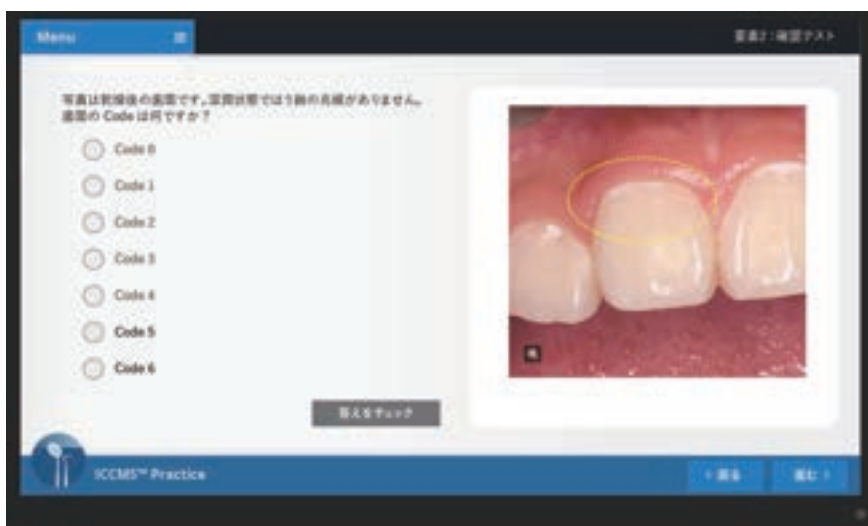 Menu
要素2：確認テスト
写真は乾燥後の歯面です。湿潤状態ではう蝕の兆候がありません。
歯面の Code は何ですか？
Code 0
Code 1
Code 2
Code 3
Code 4
Code 5
Code 6
答えをチェック
ICCMS™ Practice
戻る
進む